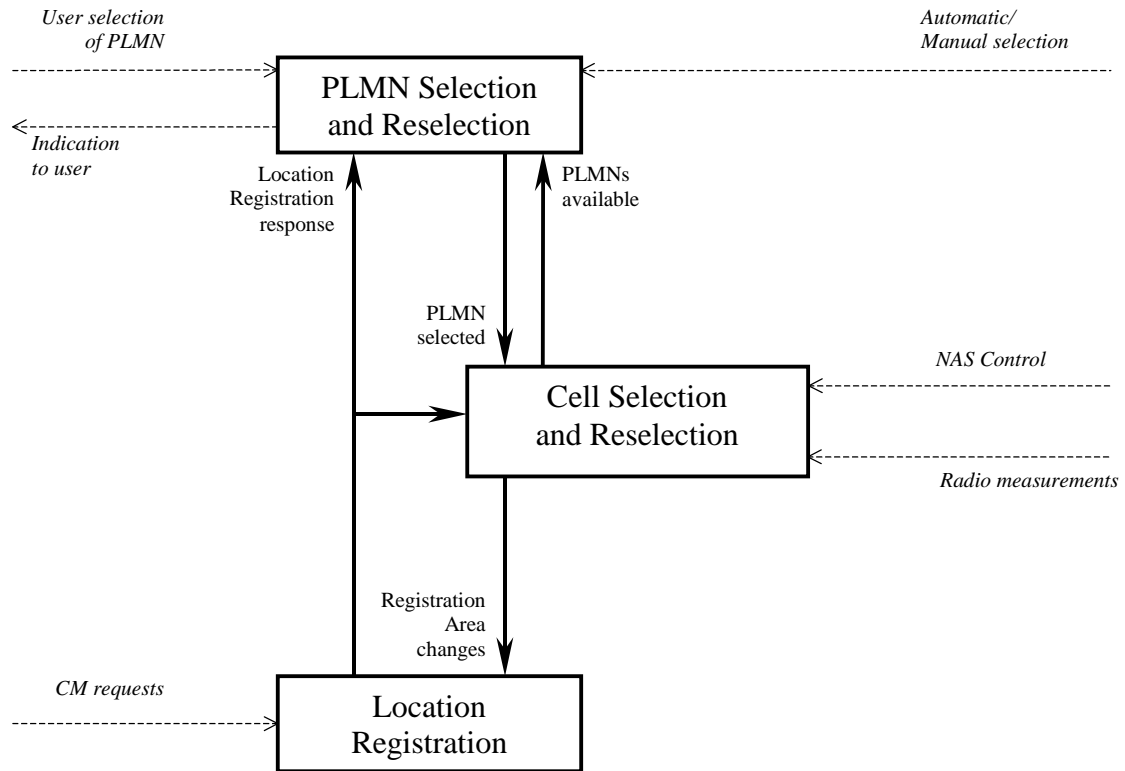 User selection
of PLMN
Automatic/
Manual selection
PLMN Selection
and Reselection
Indication
to user
Location
Registration
response
PLMNs
available
PLMN
selected
NAS Control
Cell Selection
and Reselection
Radio measurements
Registration
Area
changes
CM requests
Location
Registration